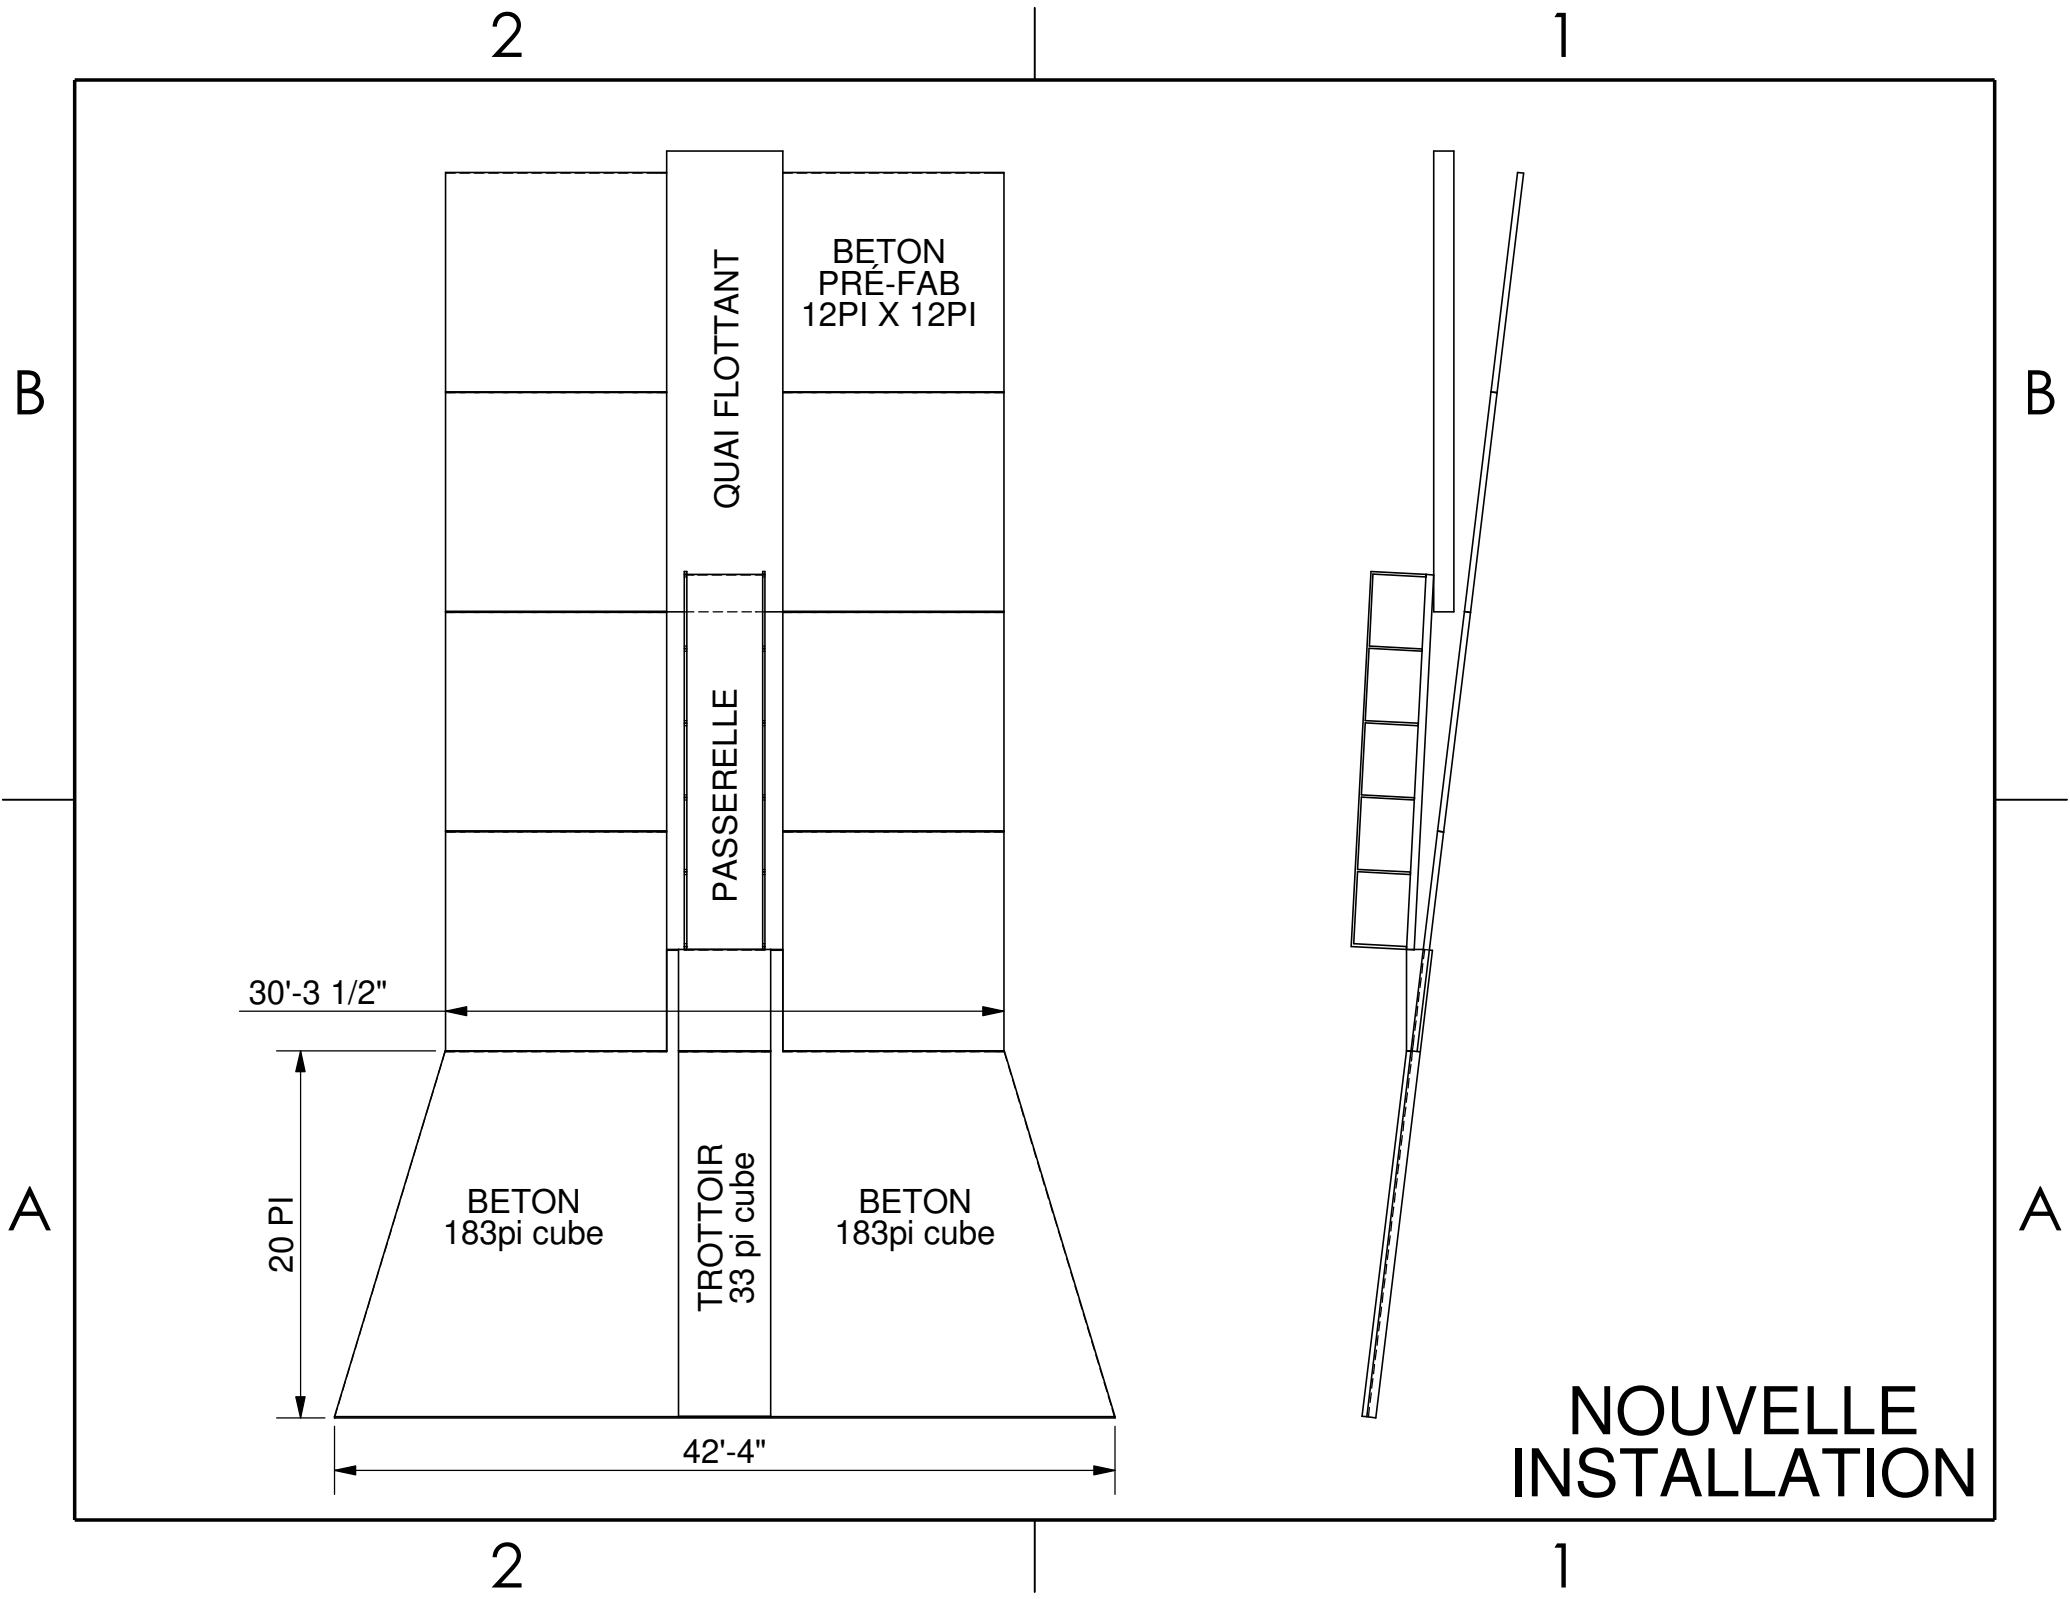 2
1
BETON
PRÉ-FAB
12PI X 12PI
QUAI FLOTTANT
B
B
PASSERELLE
30'-3 1/2"
BETON
183pi cube
TROTTOIR
33 pi cube
BETON
183pi cube
20 PI
A
A
42'-4"
NOUVELLE
INSTALLATION
2
1